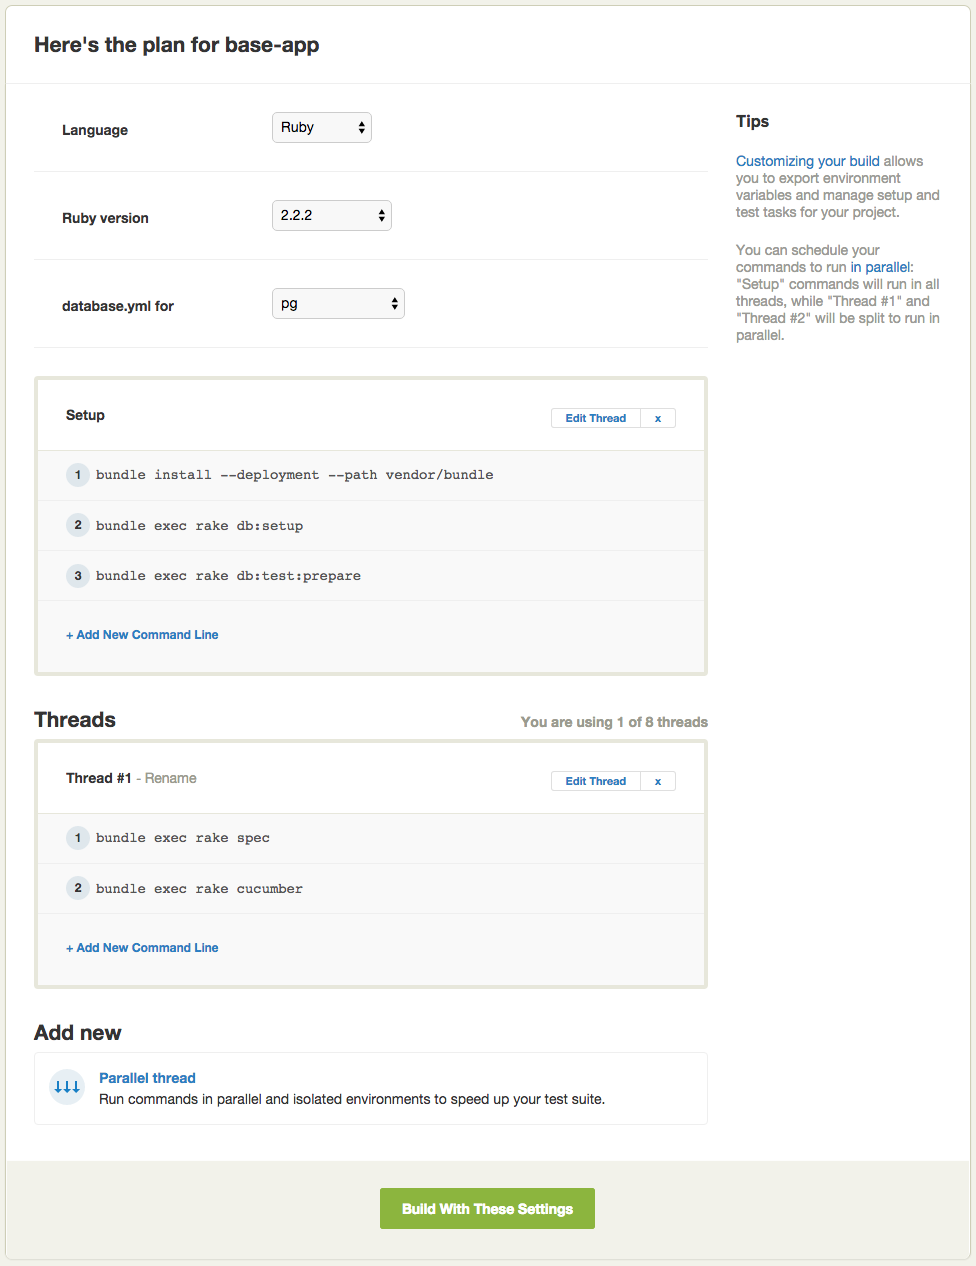 Here's the plan for base-app
Language
Ruby
Ruby version
2.2.2
database.yml for
pg
Tips
Customizing your build allows
you to export environment
variables and manage setup and
test tasks for your project.
You can schedule your
commands to run in parallel:
"Setup" commands will run in all
threads, while "Thread #1" and
"Thread #2" will be split to run in
parallel.
Setup
Edit Thread x
1 bundle install --deployment --path vendor/bundle
2 bundle exec rake db:setup
3 bundle exec rake db:test:prepare
+ Add New Command Line
Threads
You are using 1 of 8 threads
Thread #1 - Rename
Edit Thread x
1 bundle exec rake spec
2 bundle exec rake cucumber
+ Add New Command Line
Add new
Parallel thread
Run commands in parallel and isolated environments to speed up your test suite.
Build With These Settings